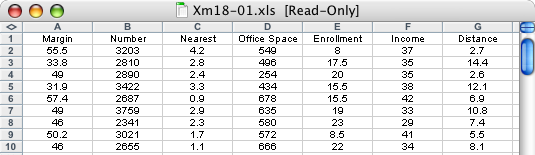 Xm18-01.xls [Read-Only]
<> A B C D E F G
1 Margin Number Nearest Office Space Enrollment Income Distance
2 55.5 3203 4.2 549 8 37 2.7
3 33.8 2810 2.8 496 17.5 35 14.4
4 49 2890 2.4 254 20 35 2.6
5 31.9 3422 3.3 434 15.5 38 12.1
6 57.4 2687 0.9 678 15.5 42 6.9
7 49 3759 2.9 635 19 33 10.8
8 46 2341 2.3 580 23 29 7.4
9 50.2 3021 1.7 572 8.5 41 5.5
10 46 2655 1.1 666 22 34 8.1